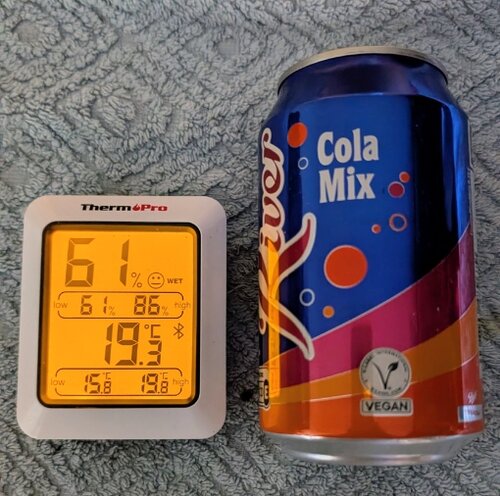 ThermoPro
61% WET
low 61% 86% high
19.3°C
low 15.8°C 19.8°C high
River
Cola
Mix
VEGAN